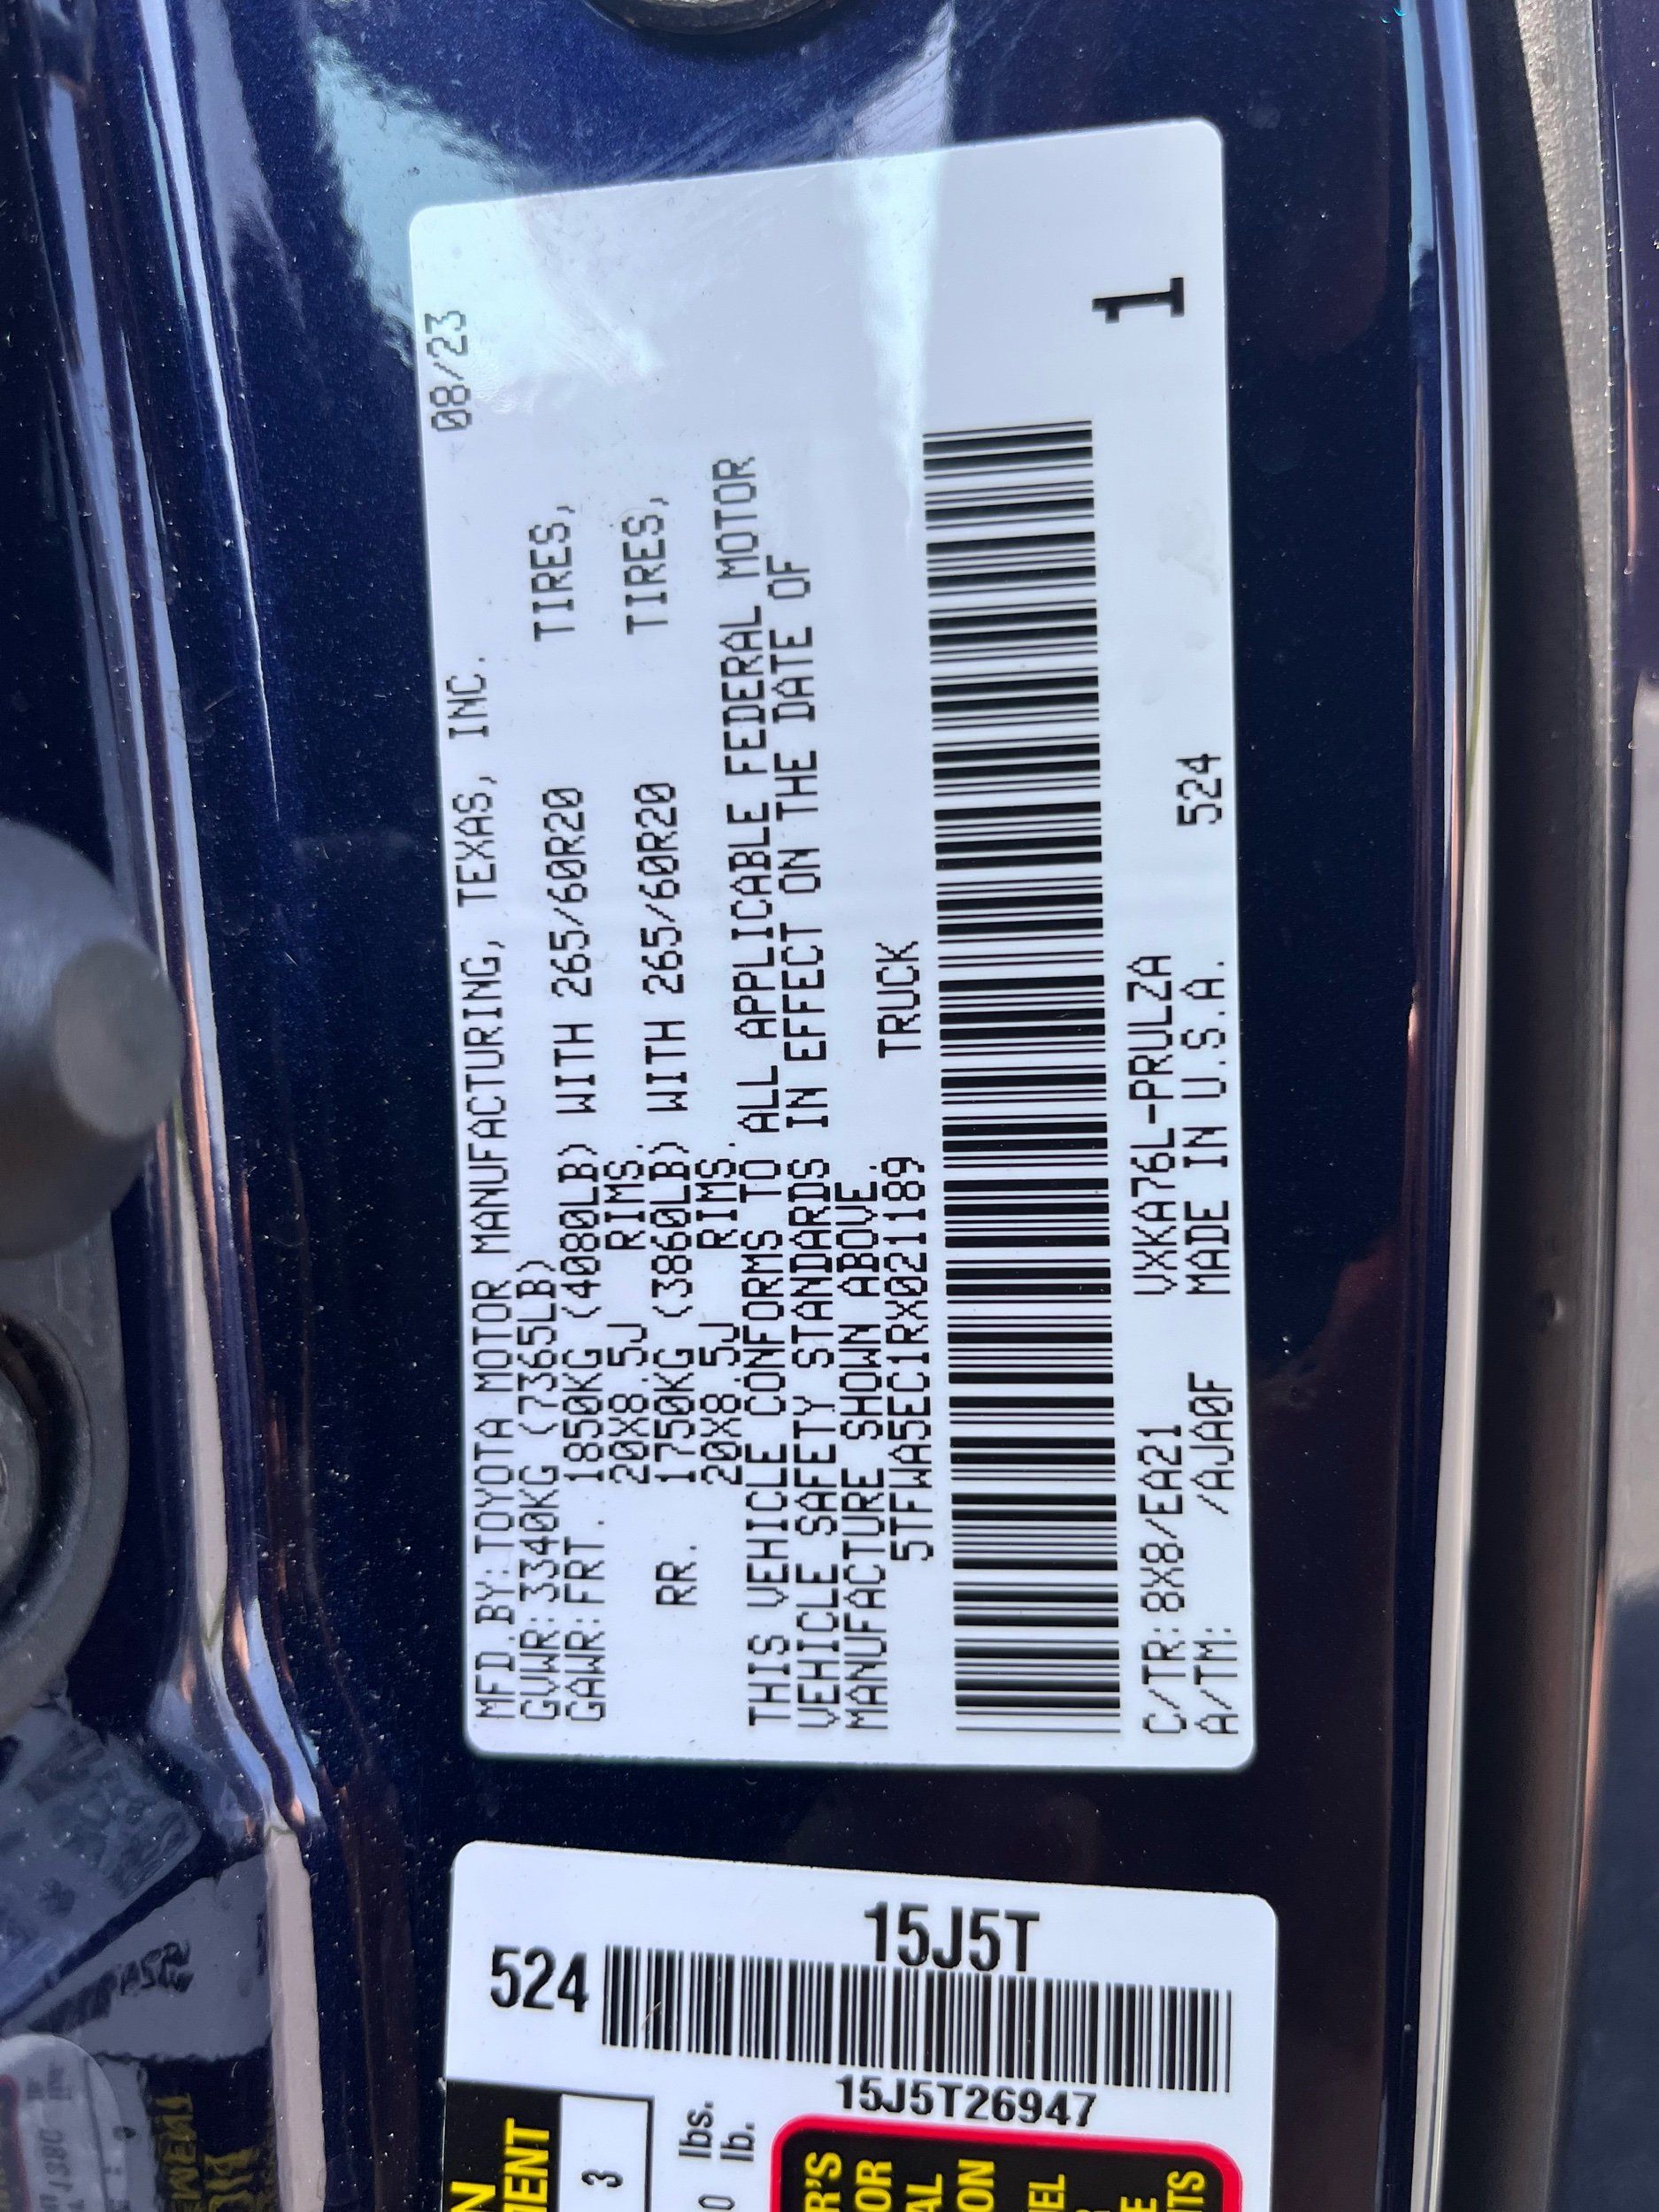 MFD.BY:TOYOTA MOTOR MANUFACTURING, TEXAS, INC. 08/23
GVWR:3340KG (7365LB)
GAWR:FRT. 1850KG (4080LB) WITH 265/60R20 TIRES,
20X8.5J RIMS.
RR. 1750KG (3860LB) WITH 265/60R20 TIRES,
20X8.5J RIMS.
THIS VEHICLE CONFORMS TO ALL APPLICABLE FEDERAL MOTOR
VEHICLE SAFETY STANDARDS IN EFFECT ON THE DATE OF
MANUFACTURE SHOWN ABOVE.
5TFWA5EC1RX021189 TRUCK
C/TR:8X8/EA21 VXKA76L-PRULZA
A/TM: /AJA0F MADE IN U.S.A. 524
1
524
15J5T
15J5T26947
3
lbs.
lb.